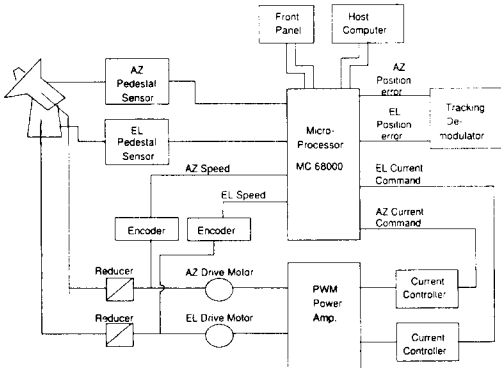 Front
Panel
Host
Computer
AZ
Pedestal
Sensor
AZ
Position
error
EL
Pedestal
Sensor
EL
Position
error
Tracking
De-
modulator
Micro-
Processor
MC 68000
AZ Speed
EL Current
Command
EL Speed
AZ Current
Command
Encoder
Encoder
Reducer
AZ Drive Motor
PWM
Power
Amp.
Current
Controller
Reducer
EL Drive Motor
Current
Controller